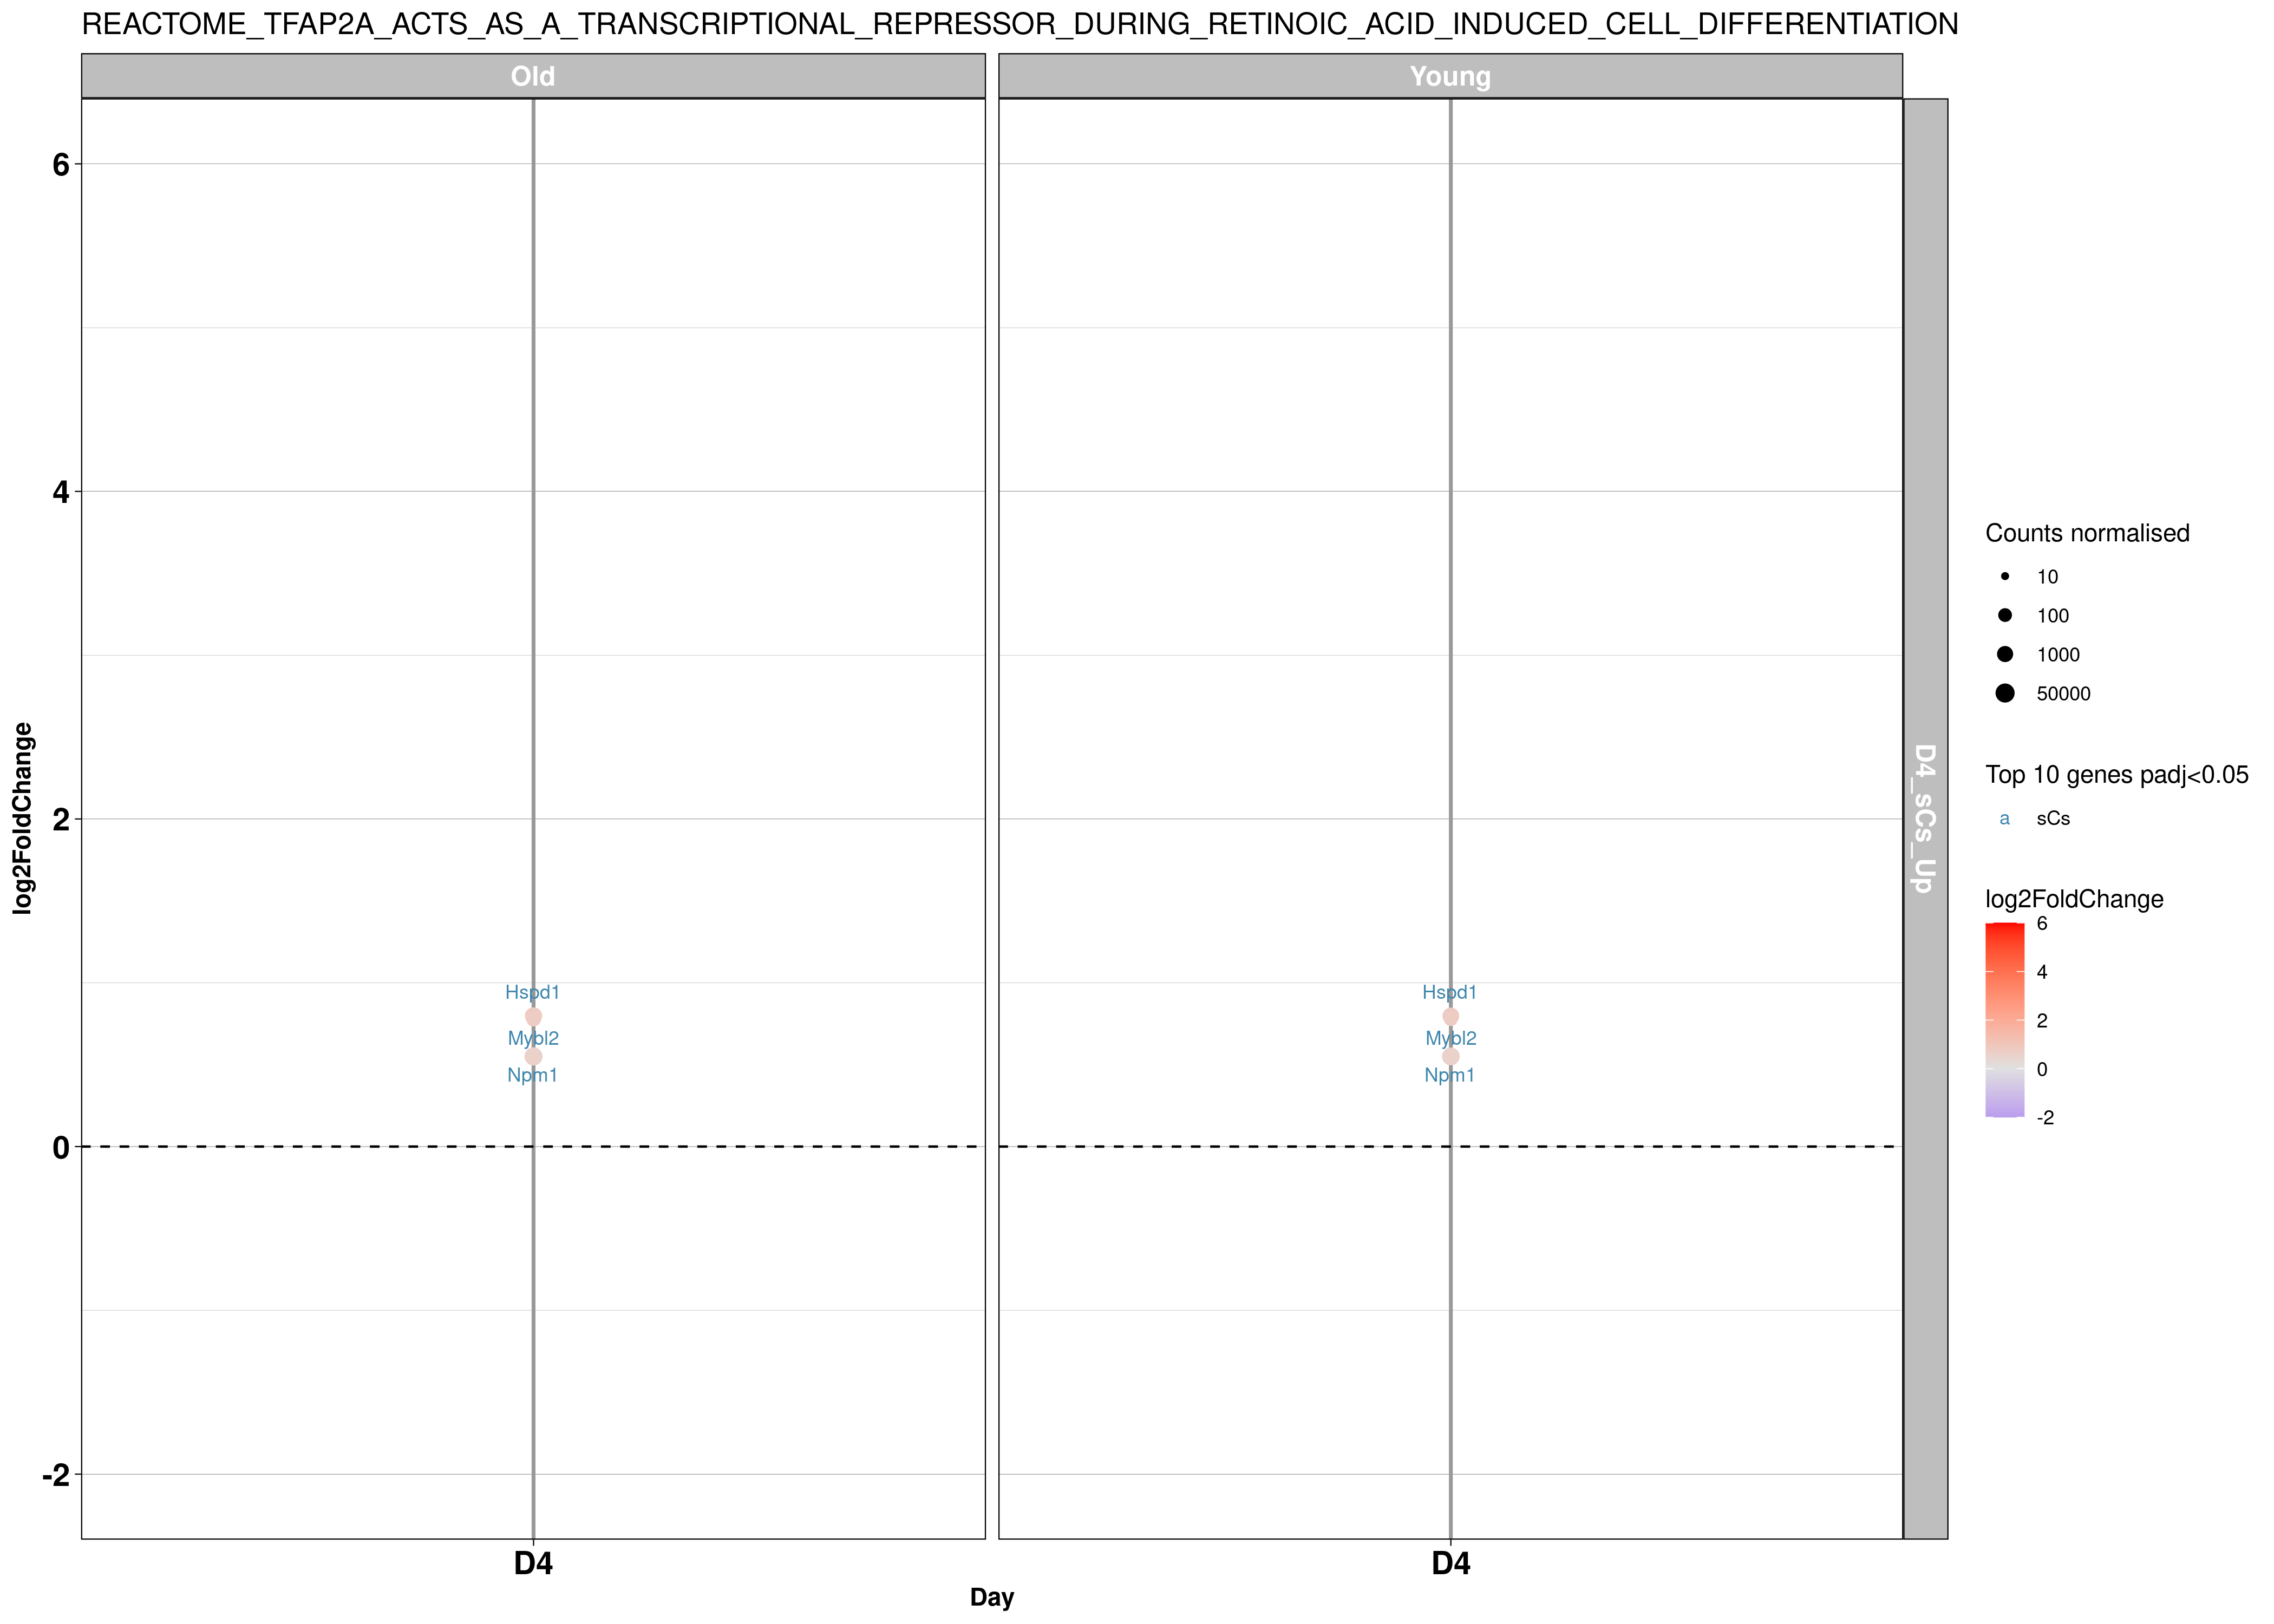 REACTOME_TFAP2A_ACTS_AS_A_TRANSCRIPTIONAL_REPRESSOR_DURING_RETINOIC_ACID_INDUCED_CELL_DIFFERENTIATION
Old
Young
6
4
2
0
-2
log2FoldChange
Hspd1
Mybl2
Npm1
Hspd1
Mybl2
Npm1
D4_sCs_Up
D4
D4
Day
Counts normalised
10
100
1000
50000
Top 10 genes padj<0.05
a sCs
log2FoldChange
6
4
2
0
-2